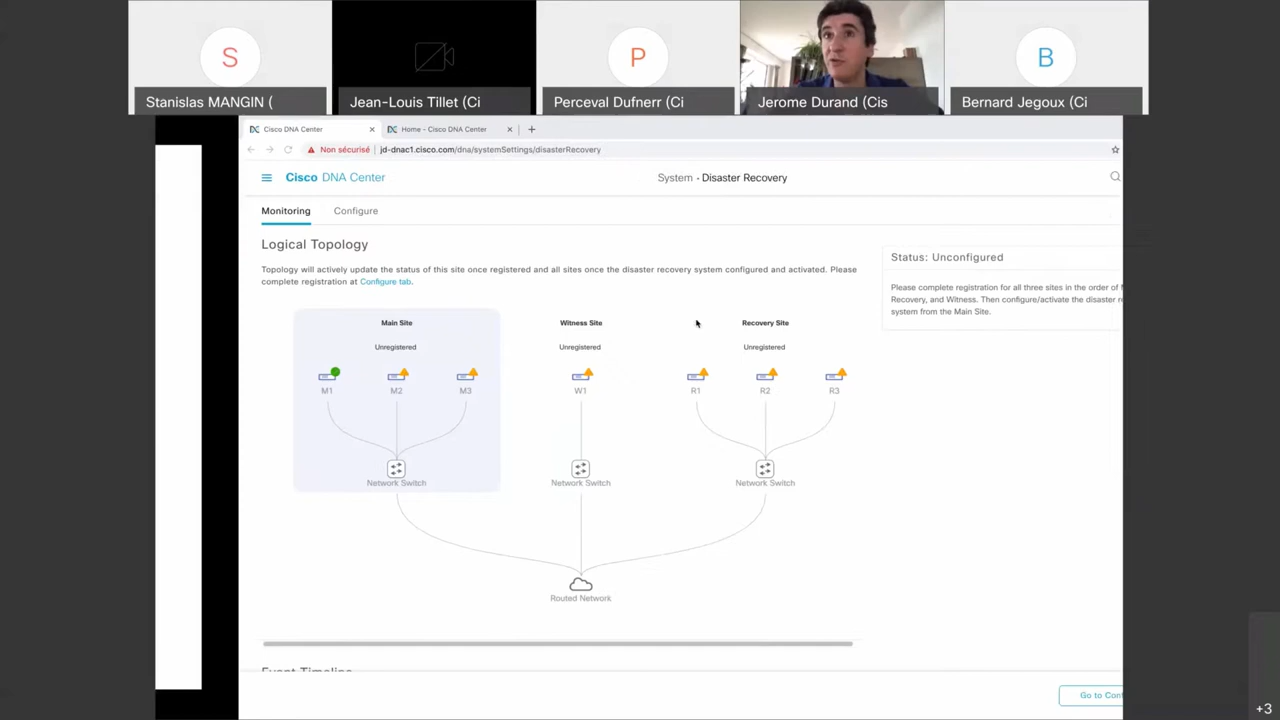 S
P
B
Stanislas MANGIN (
Jean-Louis Tillet (Ci
Perceval Dufnerr (Ci
Jerome Durand (Cis
Bernard Jegoux (Ci
Cisco DNA Center
Home - Cisco DNA Center
Non sécurisé
jd-dnac1.cisco.com/dna/systemSettings/disasterRecovery
Cisco DNA Center
System - Disaster Recovery
Monitoring
Configure
Logical Topology
Topology will actively update the status of this site once registered and all sites once the disaster recovery system configured and activated. Please
complete registration at Configure tab.
Status: Unconfigured
Please complete registration for all three sites in the order of
Recovery, and Witness. Then configure/activate the disaster
system from the Main Site.
Main Site
Witness Site
Recovery Site
Unregistered
Unregistered
Unregistered
M1
M2
M3
W1
R1
R2
R3
Network Switch
Network Switch
Network Switch
Routed Network
Event Timeline
Go to Con
+3